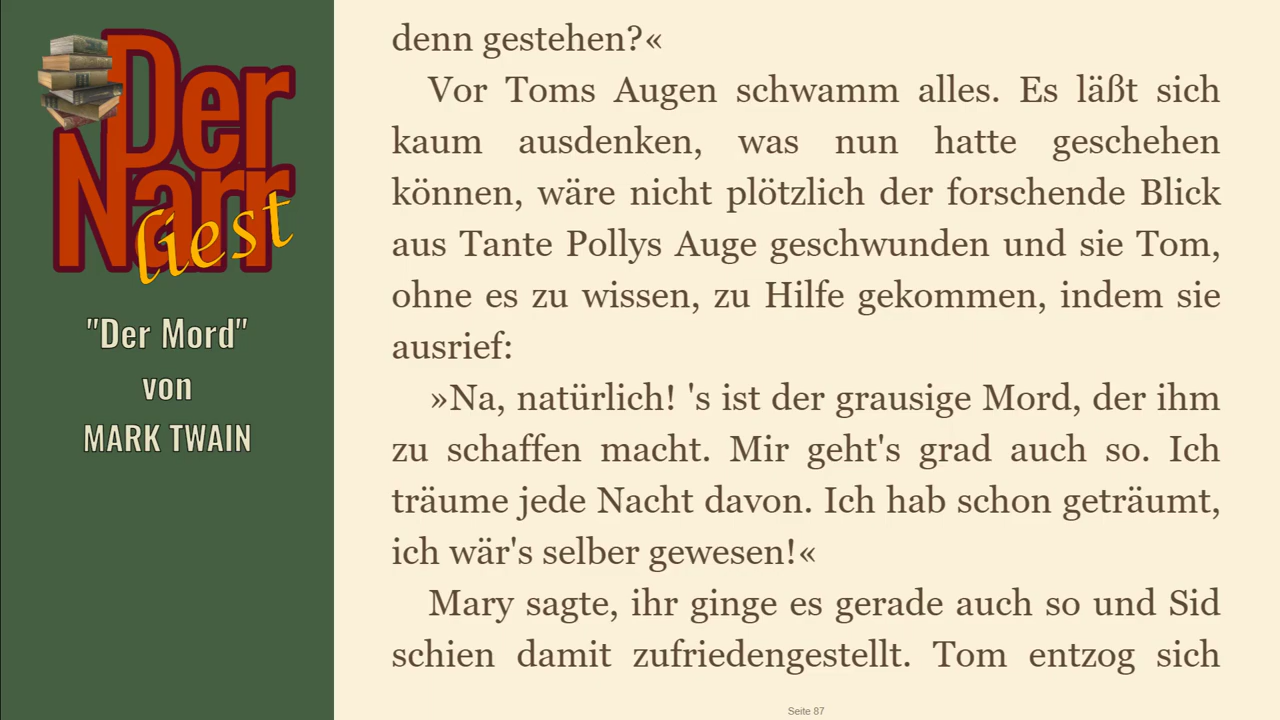 Der
Narr
liest
"Der Mord"
von
MARK TWAIN
denn gestehen?«
Vor Toms Augen schwamm alles. Es läßt sich
kaum ausdenken, was nun hatte geschehen
können, wäre nicht plötzlich der forschende Blick
aus Tante Pollys Auge geschwunden und sie Tom,
ohne es zu wissen, zu Hilfe gekommen, indem sie
ausrief:
»Na, natürlich! 's ist der grausige Mord, der ihm
zu schaffen macht. Mir geht's grad auch so. Ich
träume jede Nacht davon. Ich hab schon geträumt,
ich wär's selber gewesen!«
Mary sagte, ihr ginge es gerade auch so und Sid
schien damit zufriedengestellt. Tom entzog sich
Seite 87